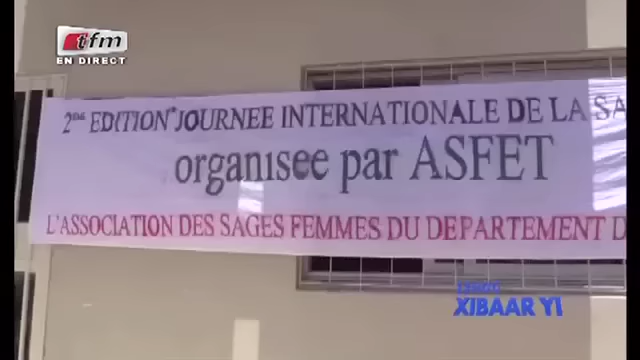 tfm
EN DIRECT
2ème EDITION JOURNEE INTERNATIONALE DE LA SA
organisee par ASFET
L'ASSOCIATION DES SAGES FEMMES DU DEPARTEMENT D
XIBAAR YI